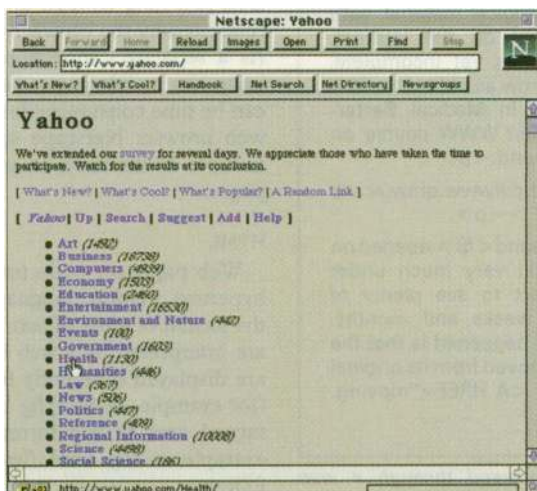 Netscape: Yahoo
Back Forward Home Reload Images Open Print Find Stop
N
Location: http://www.yahoo.com/
What's New? What's Cool? Handbook Net Search Net Directory Newsgroups
Yahoo
We've extended our survey for several days. We appreciate those who have taken the time to
participate. Watch for the results at its conclusion.
[ What's New? | What's Cool? | What's Popular? | A Random Link ]
[ Yahoo | Up | Search | Suggest | Add | Help ]
Art (1492)
Business (18738)
Computers (4939)
Economy (1503)
Education (2460)
Entertainment (16530)
Environment and Nature (442)
Events (100)
Government (1603)
Health (1130)
Humanities (446)
Law (367)
News (506)
Politics (447)
Reference (409)
Regional Information (10008)
Science (4498)
Social Science (186)
http://www.yahoo.com/Health/